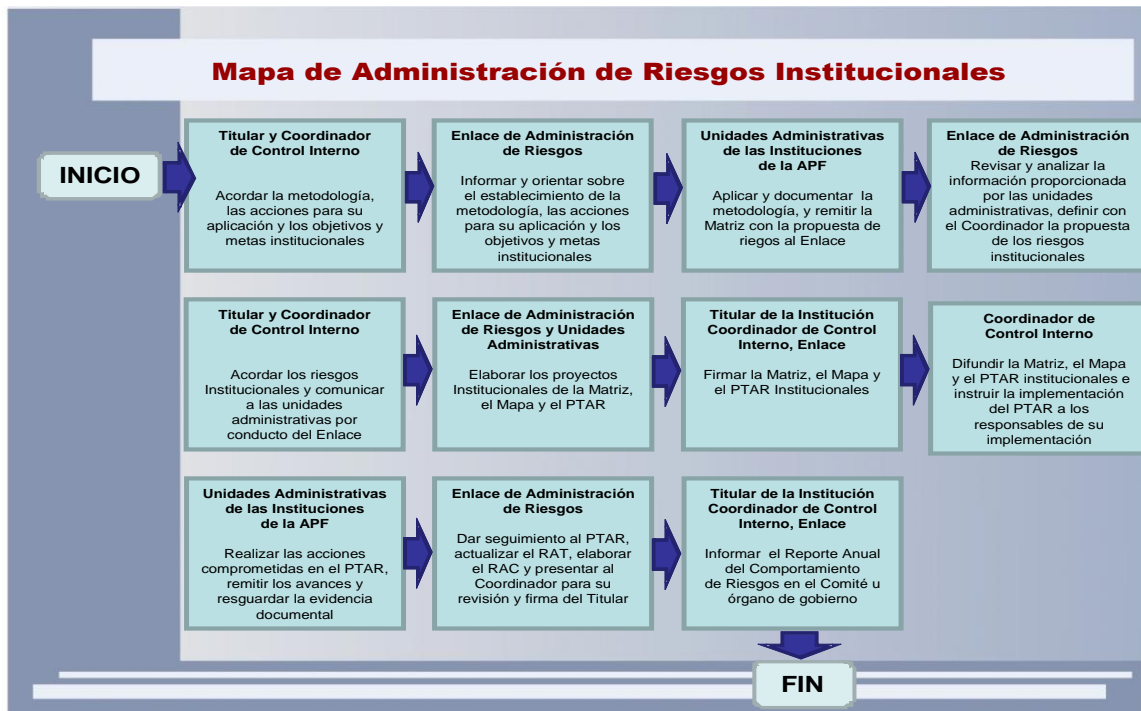 Mapa de Administración de Riesgos Institucionales
INICIO
Titular y Coordinador
de Control Interno
Acordar la metodología,
las acciones para su
aplicación y los objetivos y
metas institucionales
Enlace de Administración
de Riesgos
Informar y orientar sobre
el establecimiento de la
metodología, las acciones
para su aplicación y los
objetivos y metas
institucionales
Unidades Administrativas
de las Instituciones
de la APF
Aplicar y documentar la
metodología, y remitir la
Matriz con la propuesta de
riegos al Enlace
Enlace de Administración
de Riesgos
Revisar y analizar la
información proporcionada
por las unidades
administrativas, definir con
el Coordinador la propuesta
de los riesgos
institucionales
Titular y Coordinador
de Control Interno
Acordar los riesgos
Institucionales y comunicar
a las unidades
administrativas por
conducto del Enlace
Enlace de Administración
de Riesgos y Unidades
Administrativas
Elaborar los proyectos
Institucionales de la Matriz,
el Mapa y el PTAR
Titular de la Institución
Coordinador de Control
Interno, Enlace
Firmar la Matriz, el Mapa y
el PTAR Institucionales
Coordinador de
Control Interno
Difundir la Matriz, el Mapa
y el PTAR institucionales e
instruir la implementación
del PTAR a los
responsables de su
implementación
Unidades Administrativas
de las Instituciones
de la APF
Realizar las acciones
comprometidas en el PTAR,
remitir los avances y
resguardar la evidencia
documental
Enlace de Administración
de Riesgos
Dar seguimiento al PTAR,
actualizar el RAT, elaborar
el RAC y presentar al
Coordinador para su
revisión y firma del Titular
Titular de la Institución
Coordinador de Control
Interno, Enlace
Informar el Reporte Anual
del Comportamiento
de Riesgos en el Comité u
órgano de gobierno
FIN